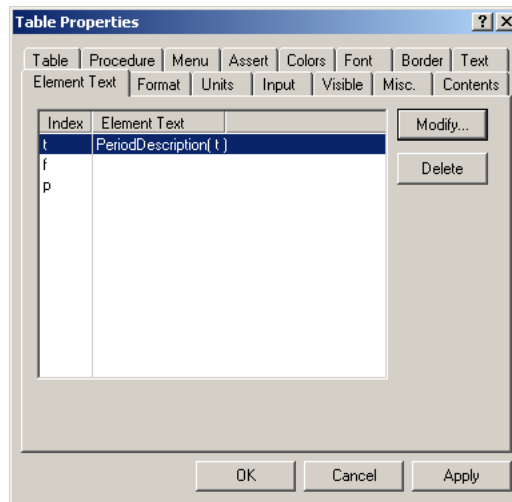 Table Properties
Table Procedure Menu Assert Colors Font Border Text
Element Text Format Units Input Visible Misc. Contents
Index Element Text
Modify...
t PeriodDescription( t )
Delete
f
p
OK Cancel Apply